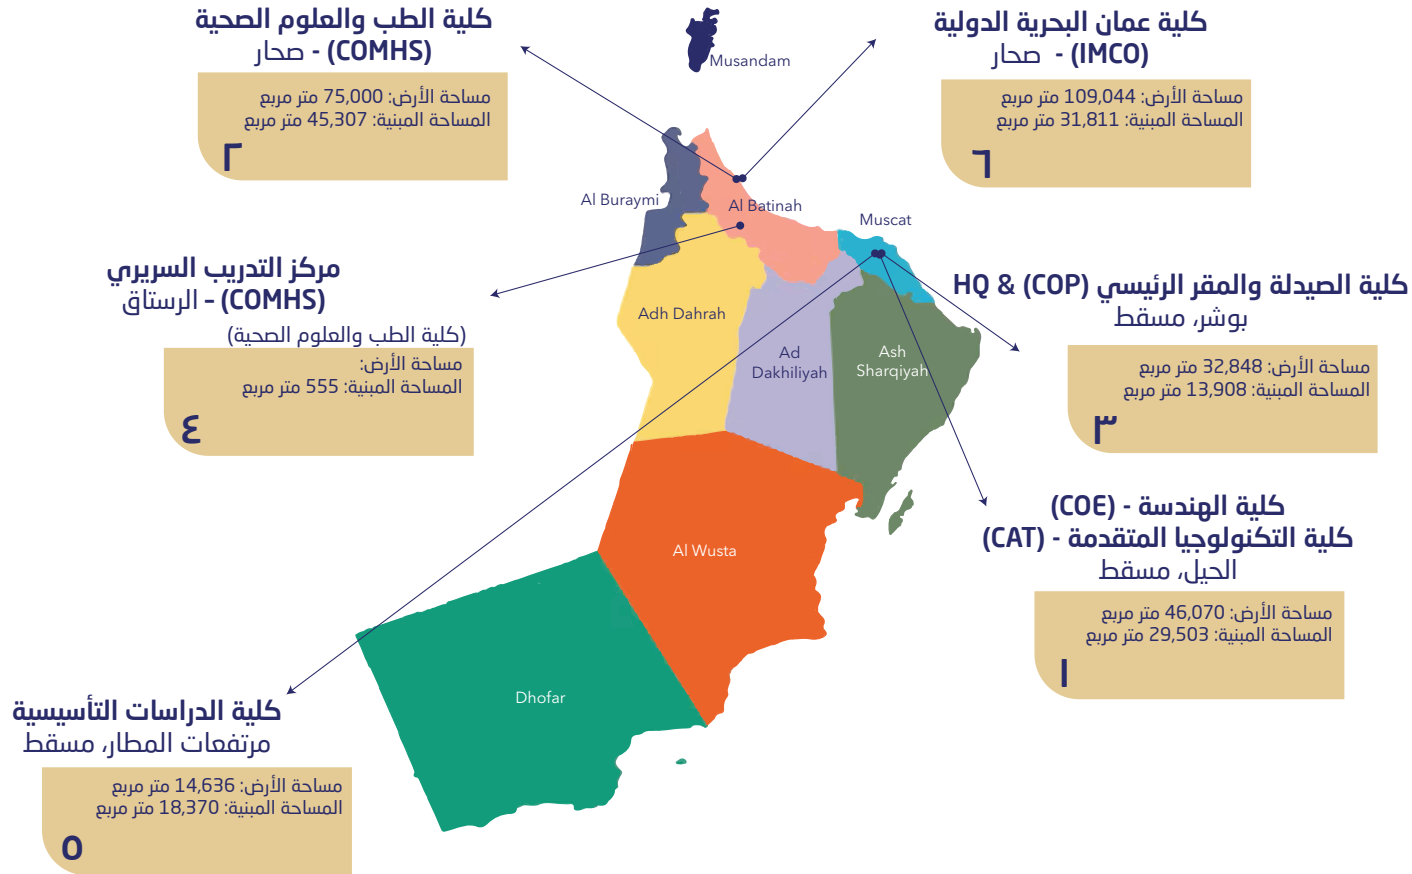 كلية الطب والعلوم الصحية
(COMHS) - صحار
مساحة الأرض: 75,000 متر مربع
المساحة المبنية: 45,307 متر مربع
٢
Musandam
كلية عمان البحرية الدولية
(IMCO) - صحار
مساحة الأرض: 109,044 متر مربع
المساحة المبنية: 31,811 متر مربع
٦
Al Buraymi
Al Batinah
Muscat
مركز التدريب السريري
(COMHS) - الرستاق
(كلية الطب والعلوم الصحية)
مساحة الأرض:
المساحة المبنية: 555 متر مربع
٤
Adh Dahrah
Ad
Dakhiliyah
Ash
Sharqiyah
كلية الصيدلة والمقر الرئيسي HQ & (COP)
بوشر، مسقط
مساحة الأرض: 32,848 متر مربع
المساحة المبنية: 13,908 متر مربع
٣
كلية الهندسة - (COE)
كلية التكنولوجيا المتقدمة - (CAT)
الحيل، مسقط
مساحة الأرض: 46,070 متر مربع
المساحة المبنية: 29,503 متر مربع
١
Al Wusta
Dhofar
كلية الدراسات التأسيسية
مرتفعات المطار، مسقط
مساحة الأرض: 14,636 متر مربع
المساحة المبنية: 18,370 متر مربع
٥